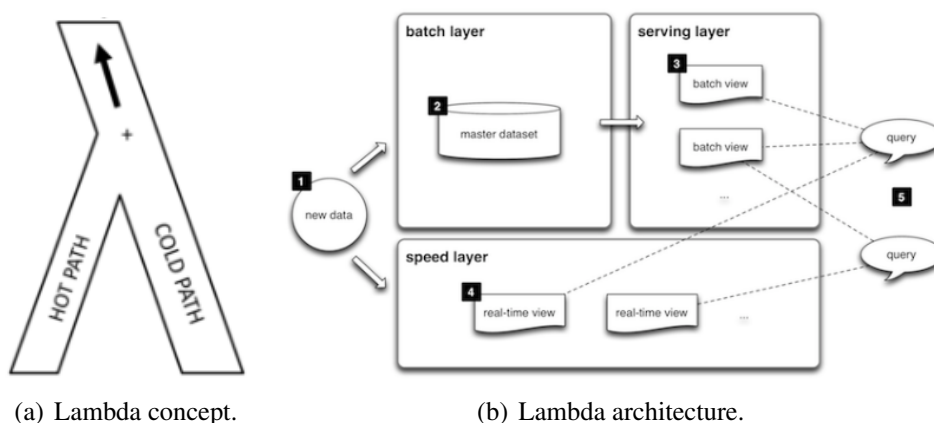 HOT PATH
+
COLD PATH
batch layer
2
master dataset
serving layer
3
batch view
batch view
...
1
new data
query
5
query
speed layer
4
real-time view
real-time view
...
(a) Lambda concept.
(b) Lambda architecture.